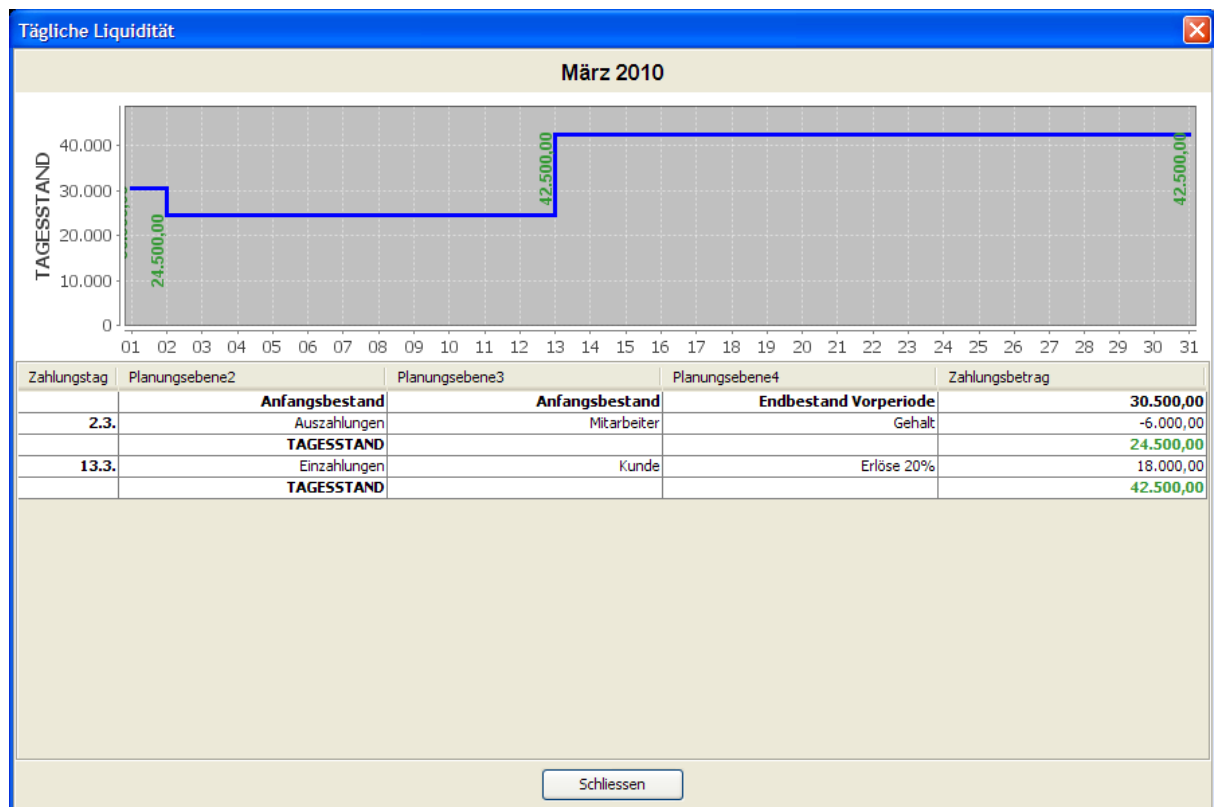 Tägliche Liquidität
März 2010
TAGESSTAND
40.000
30.000
20.000
10.000
0
24.500,00
42.500,00
42.500,00
01 02 03 04 05 06 07 08 09 10 11 12 13 14 15 16 17 18 19 20 21 22 23 24 25 26 27 28 29 30 31
Zahlungstag Planungsebene2 Planungsebene3 Planungsebene4 Zahlungsbetrag
Anfangsbestand Anfangsbestand Endbestand Vorperiode 30.500,00
2.3. Auszahlungen Mitarbeiter Gehalt -6.000,00
TAGESSTAND 24.500,00
13.3. Einzahlungen Kunde Erlöse 20% 18.000,00
TAGESSTAND 42.500,00
Schliessen